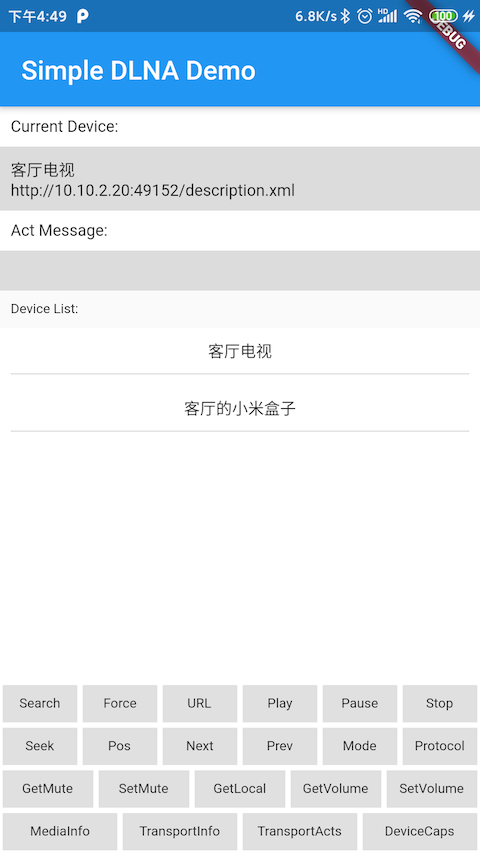 下午4:49 6.8K/s HD 100
DEBUG
Simple DLNA Demo
Current Device:
客厅电视
http://10.10.2.20:49152/description.xml
Act Message:
Device List:
客厅电视
客厅的小米盒子
Search Force URL Play Pause Stop
Seek Pos Next Prev Mode Protocol
GetMute SetMute GetLocal GetVolume SetVolume
MediaInfo TransportInfo TransportActs DeviceCaps